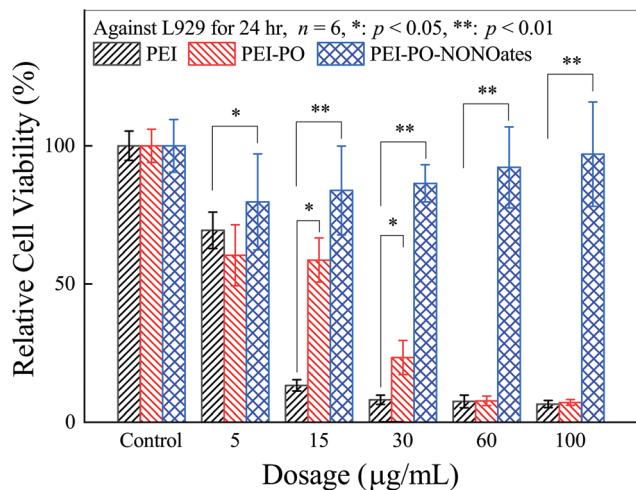 Against L929 for 24 hr, n = 6, *: p < 0.05, **: p < 0.01
PEI PEI-PO PEI-PO-NONOates
**
**
* ** **
* *
Relative Cell Viability (%)
100
50
0
Control 5 15 30 60 100
Dosage (μg/mL)